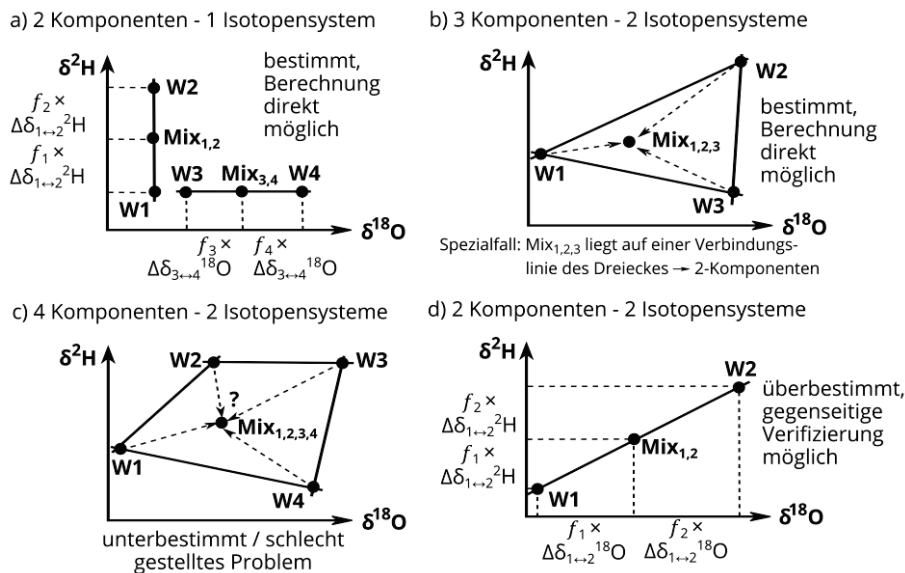 a) 2 Komponenten - 1 Isotopensystem
δ²H
W2
f₂ ×
Δδ₁↔₂²H
Mix₁,₂
f₁ ×
Δδ₁↔₂²H
W1
bestimmt,
Berechnung
direkt
möglich
W3
Mix₃,₄
W4
δ¹⁸O
f₃ ×
Δδ₃↔₄¹⁸O
f₄ ×
Δδ₃↔₄¹⁸O
b) 3 Komponenten - 2 Isotopensysteme
δ²H
W2
Mix₁,₂,₃
W1
W3
bestimmt,
Berechnung
direkt
möglich
δ¹⁸O
Spezialfall: Mix₁,₂,₃ liegt auf einer Verbindungs-
linie des Dreieckes → 2-Komponenten
c) 4 Komponenten - 2 Isotopensysteme
δ²H
W2
W3
?
Mix₁,₂,₃,₄
W1
W4
δ¹⁸O
unterbestimmt / schlecht
gestelltes Problem
d) 2 Komponenten - 2 Isotopensysteme
δ²H
W2
f₂ ×
Δδ₁↔₂²H
Mix₁,₂
f₁ ×
Δδ₁↔₂²H
W1
überbestimmt,
gegenseitige
Verifizierung
möglich
δ¹⁸O
f₁ ×
Δδ₁↔₂¹⁸O
f₂ ×
Δδ₁↔₂¹⁸O